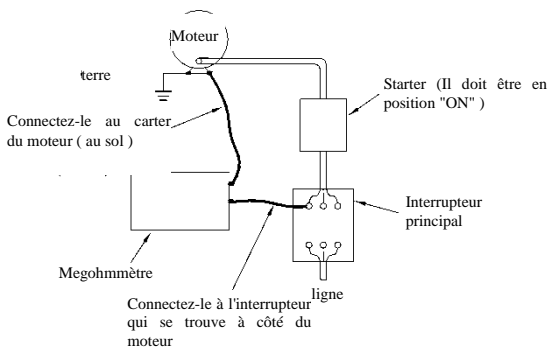 Moteur
terre
Connectez-le au carter
du moteur ( au sol )
Starter (Il doit être en
position "ON" )
Interrupteur
principal
Megohmmètre
ligne
Connectez-le à l'interrupteur
qui se trouve à côté du
moteur